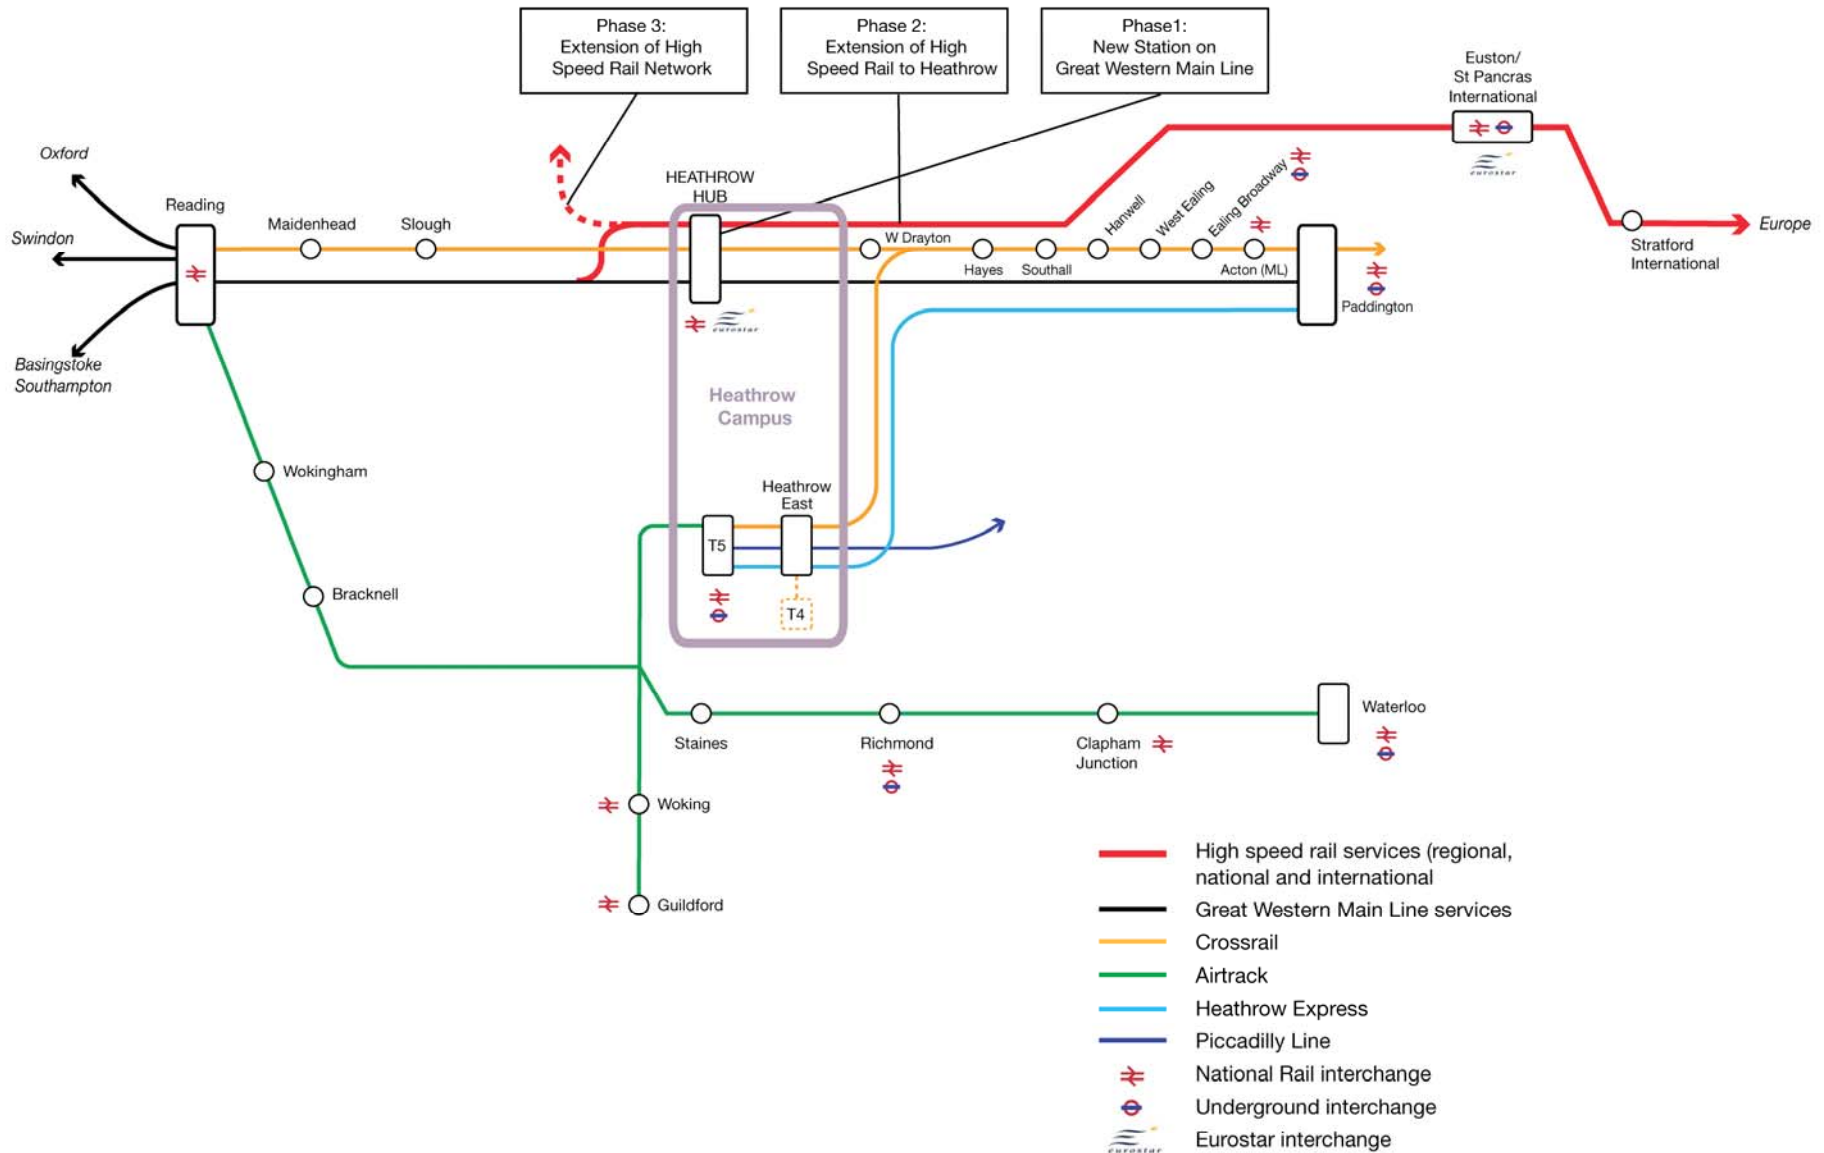 Phase 3:
Extension of High
Speed Rail Network
Phase 2:
Extension of High
Speed Rail to Heathrow
Phase1:
New Station on
Great Western Main Line
Euston/
St Pancras
International
eurostar
Oxford
Swindon
Basingstoke
Southampton
Reading
Maidenhead
Slough
HEATHROW
HUB
eurostar
W Drayton
Hayes
Southall
Hanwell
West Ealing
Ealing Broadway
Acton (ML)
Paddington
Stratford
International
Europe
Heathrow
Campus
Heathrow
East
T5
T4
Wokingham
Bracknell
Staines
Richmond
Clapham
Junction
Waterloo
Woking
Guildford
High speed rail services (regional,
national and international
Great Western Main Line services
Crossrail
Airtrack
Heathrow Express
Piccadilly Line
National Rail interchange
Underground interchange
eurostar
Eurostar interchange